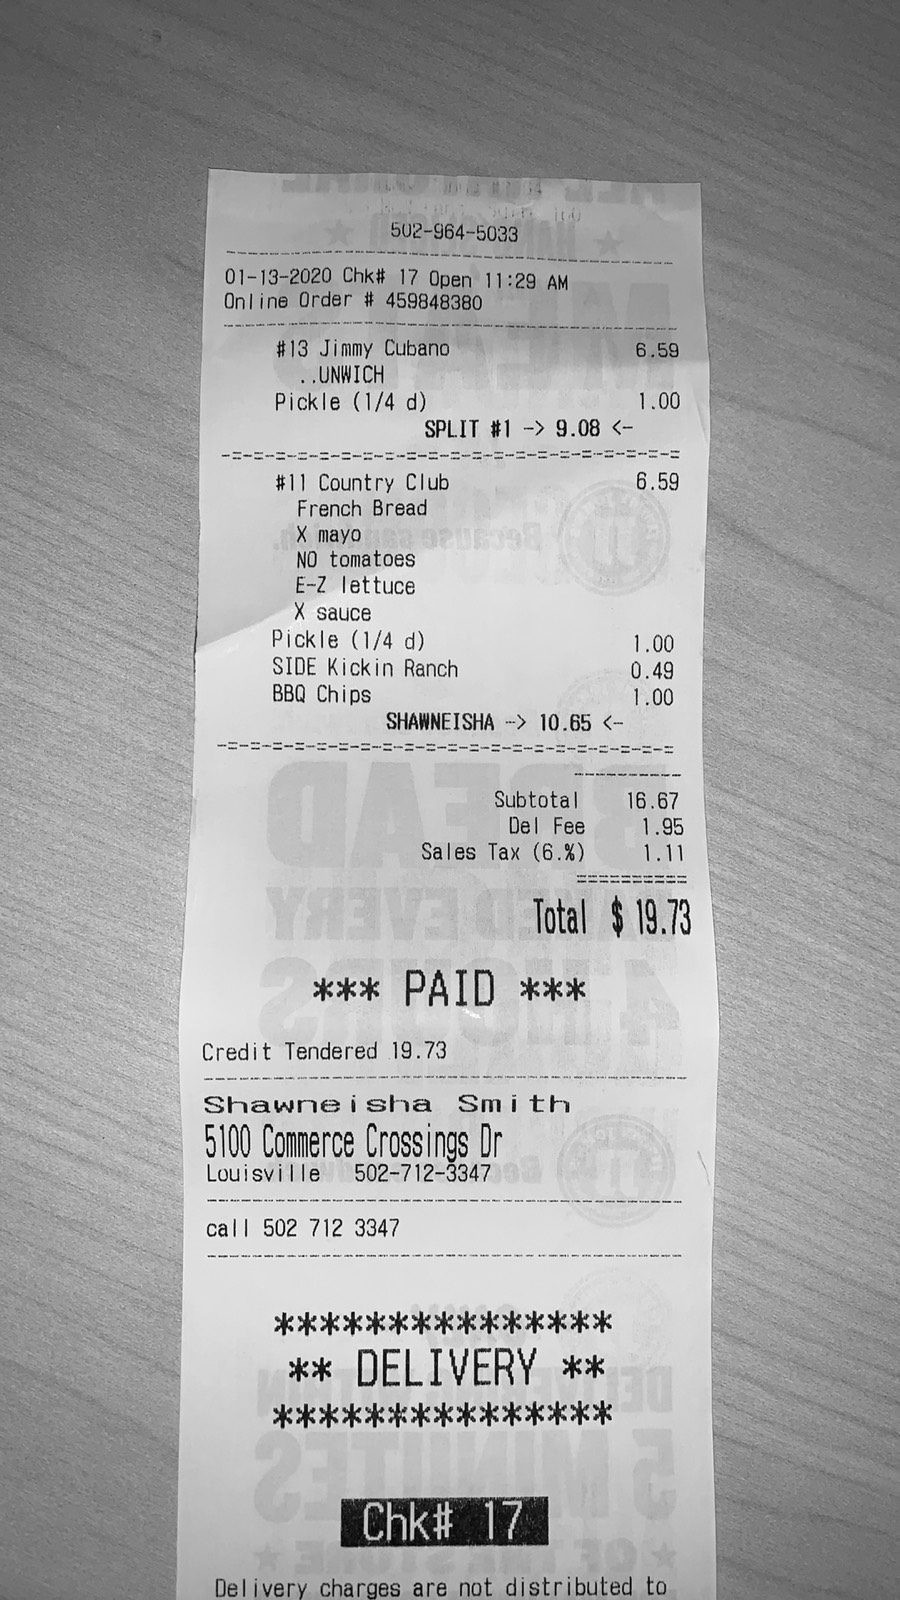 502-964-5033
01-13-2020 Chk# 17 Open 11:29 AM
Online Order # 459848380
#13 Jimmy Cubano 6.59
..UNWICH
Pickle (1/4 d) 1.00
SPLIT #1 -> 9.08 <-
-=-=-=-=-=-=-=-=-=-=-=-=-=-=-=-=-=-=-=-=
#11 Country Club 6.59
French Bread
X mayo
NO tomatoes
E-Z lettuce
X sauce
Pickle (1/4 d) 1.00
SIDE Kickin Ranch 0.49
BBQ Chips 1.00
SHAWNEISHA -> 10.65 <-
-=-=-=-=-=-=-=-=-=-=-=-=-=-=-=-=-=-=-=-=
Subtotal 16.67
Del Fee 1.95
Sales Tax (6.%) 1.11
==========
Total $ 19.73
*** PAID ***
Credit Tendered 19.73
Shawneisha Smith
5100 Commerce Crossings Dr
Louisville 502-712-3347
call 502 712 3347
***************
** DELIVERY **
***************
Chk# 17
Delivery charges are not distributed to